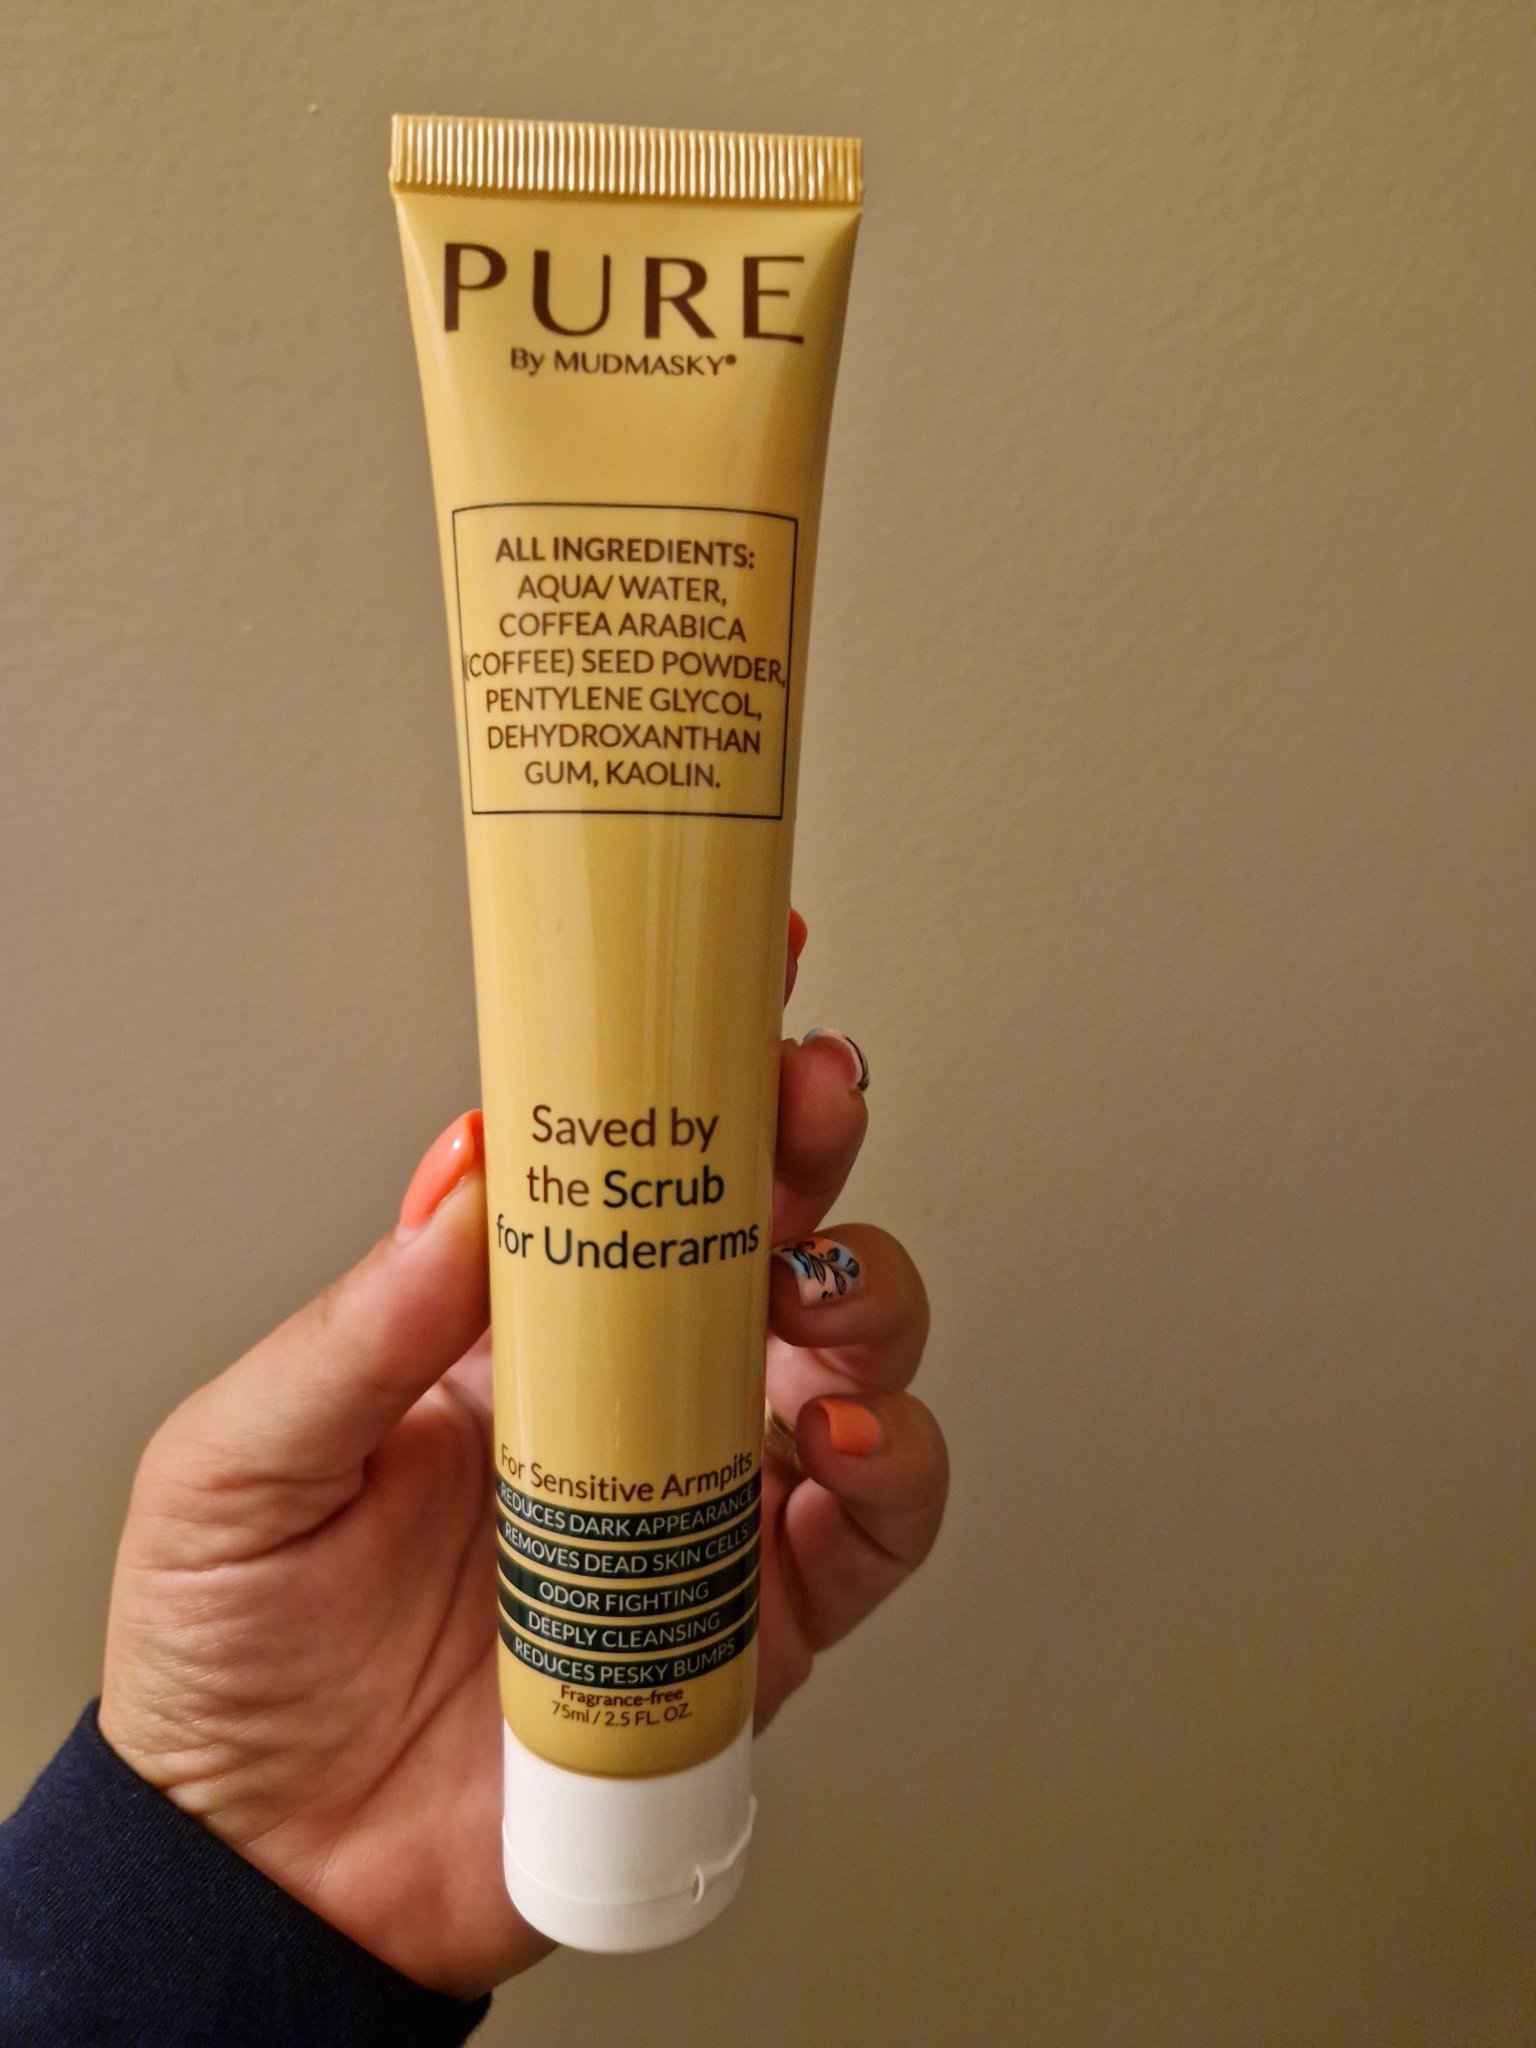 PURE
By MUDMASKY®
ALL INGREDIENTS:
AQUA/ WATER,
COFFEA ARABICA
(COFFEE) SEED POWDER,
PENTYLENE GLYCOL,
DEHYDROXANTHAN
GUM, KAOLIN.
Saved by
the Scrub
for Underarms
For Sensitive Armpits
REDUCES DARK APPEARANCE
REMOVES DEAD SKIN CELLS
ODOR FIGHTING
DEEPLY CLEANSING
REDUCES PESKY BUMPS
Fragrance-free
75ml / 2.5 FL. OZ.